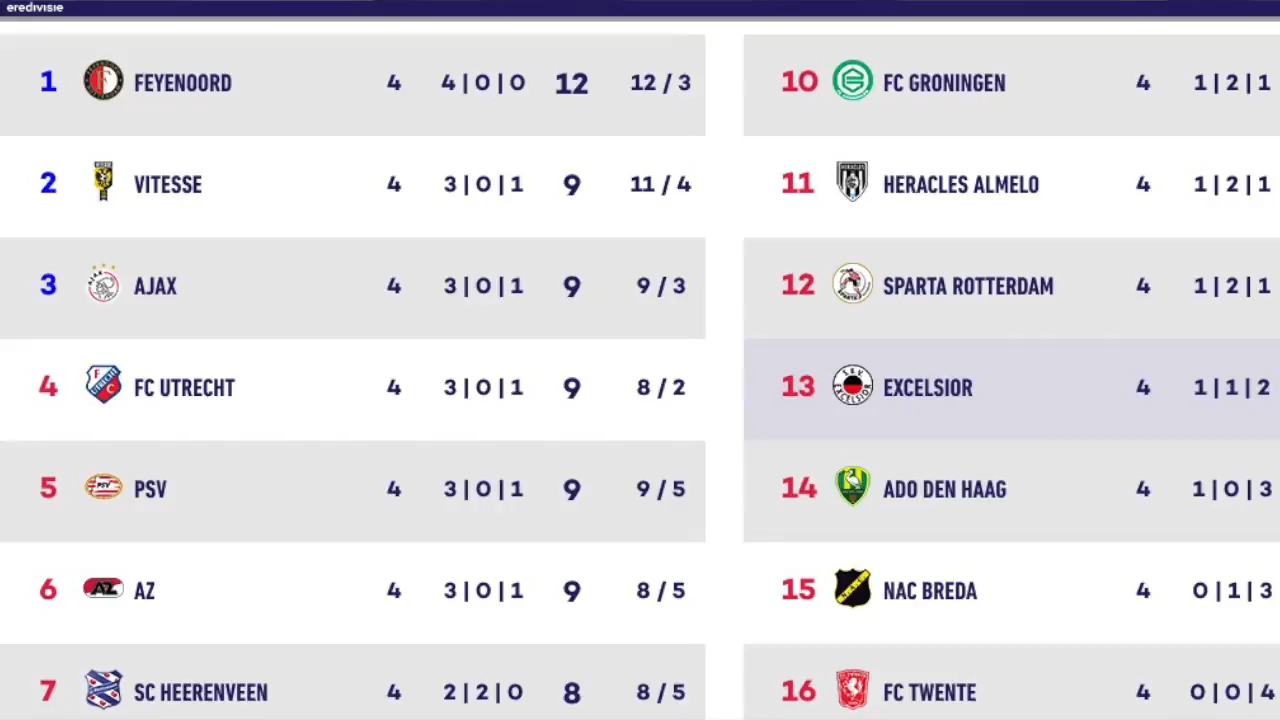 eredivisie
1 FEYENOORD 4 4 | 0 | 0 12 12 / 3
2 VITESSE 4 3 | 0 | 1 9 11 / 4
3 AJAX 4 3 | 0 | 1 9 9 / 3
4 FC UTRECHT 4 3 | 0 | 1 9 8 / 2
5 PSV 4 3 | 0 | 1 9 9 / 5
6 AZ 4 3 | 0 | 1 9 8 / 5
7 SC HEERENVEEN 4 2 | 2 | 0 8 8 / 5
10 FC GRONINGEN 4 1 | 2 | 1
11 HERACLES ALMELO 4 1 | 2 | 1
12 SPARTA ROTTERDAM 4 1 | 2 | 1
13 EXCELSIOR 4 1 | 1 | 2
14 ADO DEN HAAG 4 1 | 0 | 3
15 NAC BREDA 4 0 | 1 | 3
16 FC TWENTE 4 0 | 0 | 4